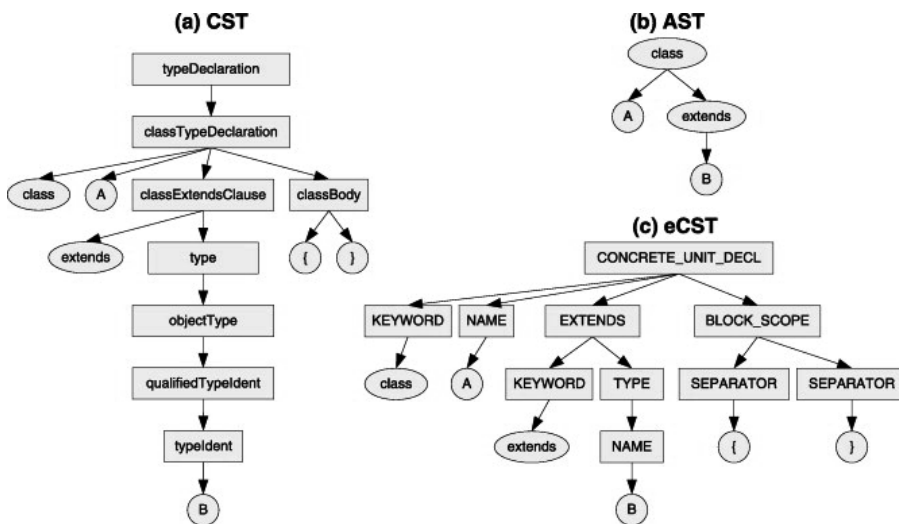 (a) CST
typeDeclaration
classTypeDeclaration
class A classExtendsClause classBody
extends type { }
objectType
qualifiedTypeIdent
typeIdent
B
(b) AST
class
A extends
B
(c) eCST
CONCRETE_UNIT_DECL
KEYWORD NAME EXTENDS BLOCK_SCOPE
class A KEYWORD TYPE SEPARATOR SEPARATOR
extends NAME { }
B